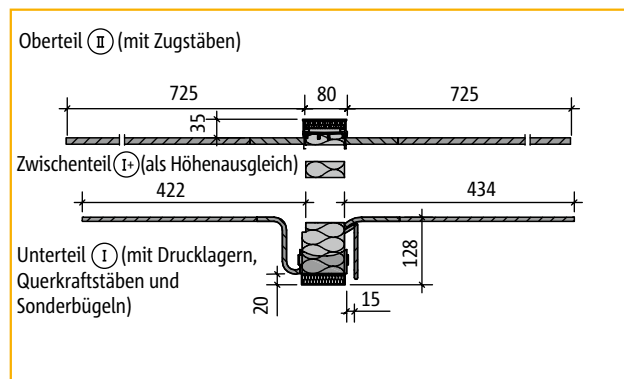 Oberteil II (mit Zugstäben)
725 80 725
35
Zwischenteil I+ (als Höhenausgleich)
422 434
Unterteil I (mit Drucklagern,
Querkraftstäben und
Sonderbügeln)
128
20
15